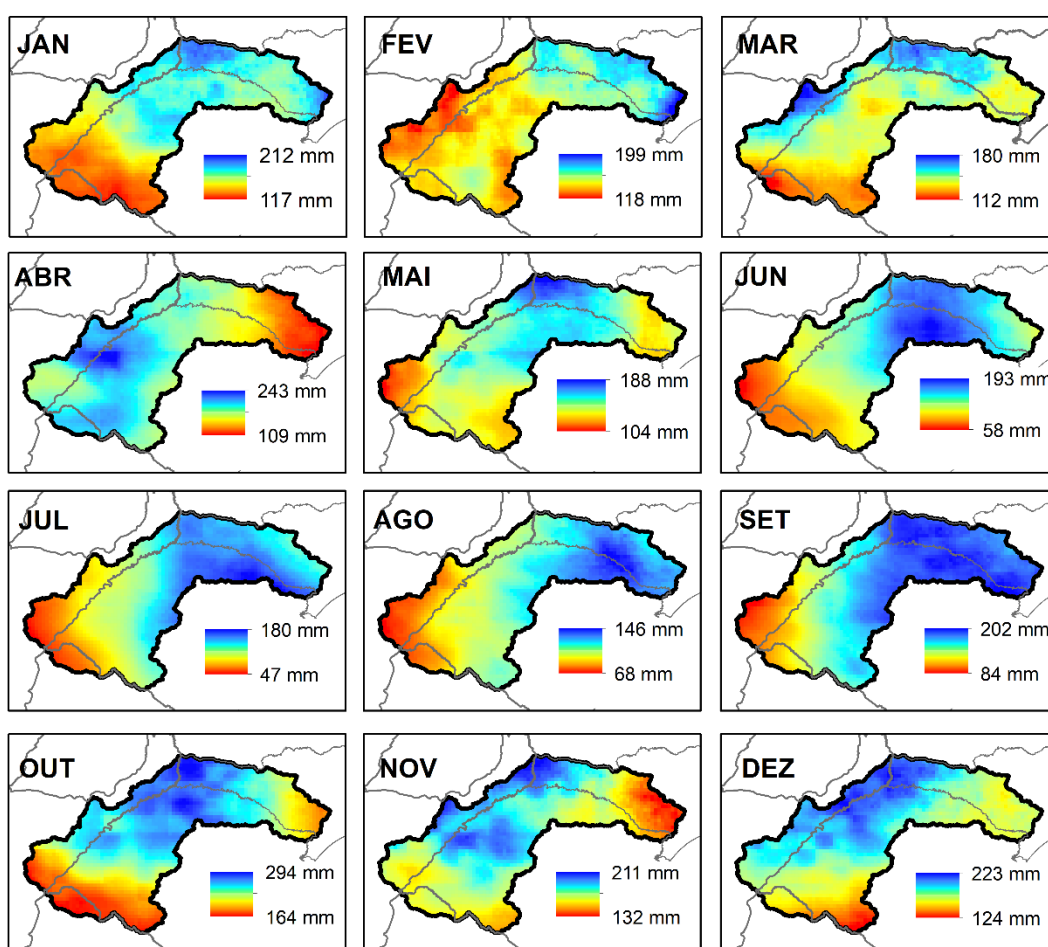 JAN
212 mm
117 mm
FEV
199 mm
118 mm
MAR
180 mm
112 mm
ABR
243 mm
109 mm
MAI
188 mm
104 mm
JUN
193 mm
58 mm
JUL
180 mm
47 mm
AGO
146 mm
68 mm
SET
202 mm
84 mm
OUT
294 mm
164 mm
NOV
211 mm
132 mm
DEZ
223 mm
124 mm